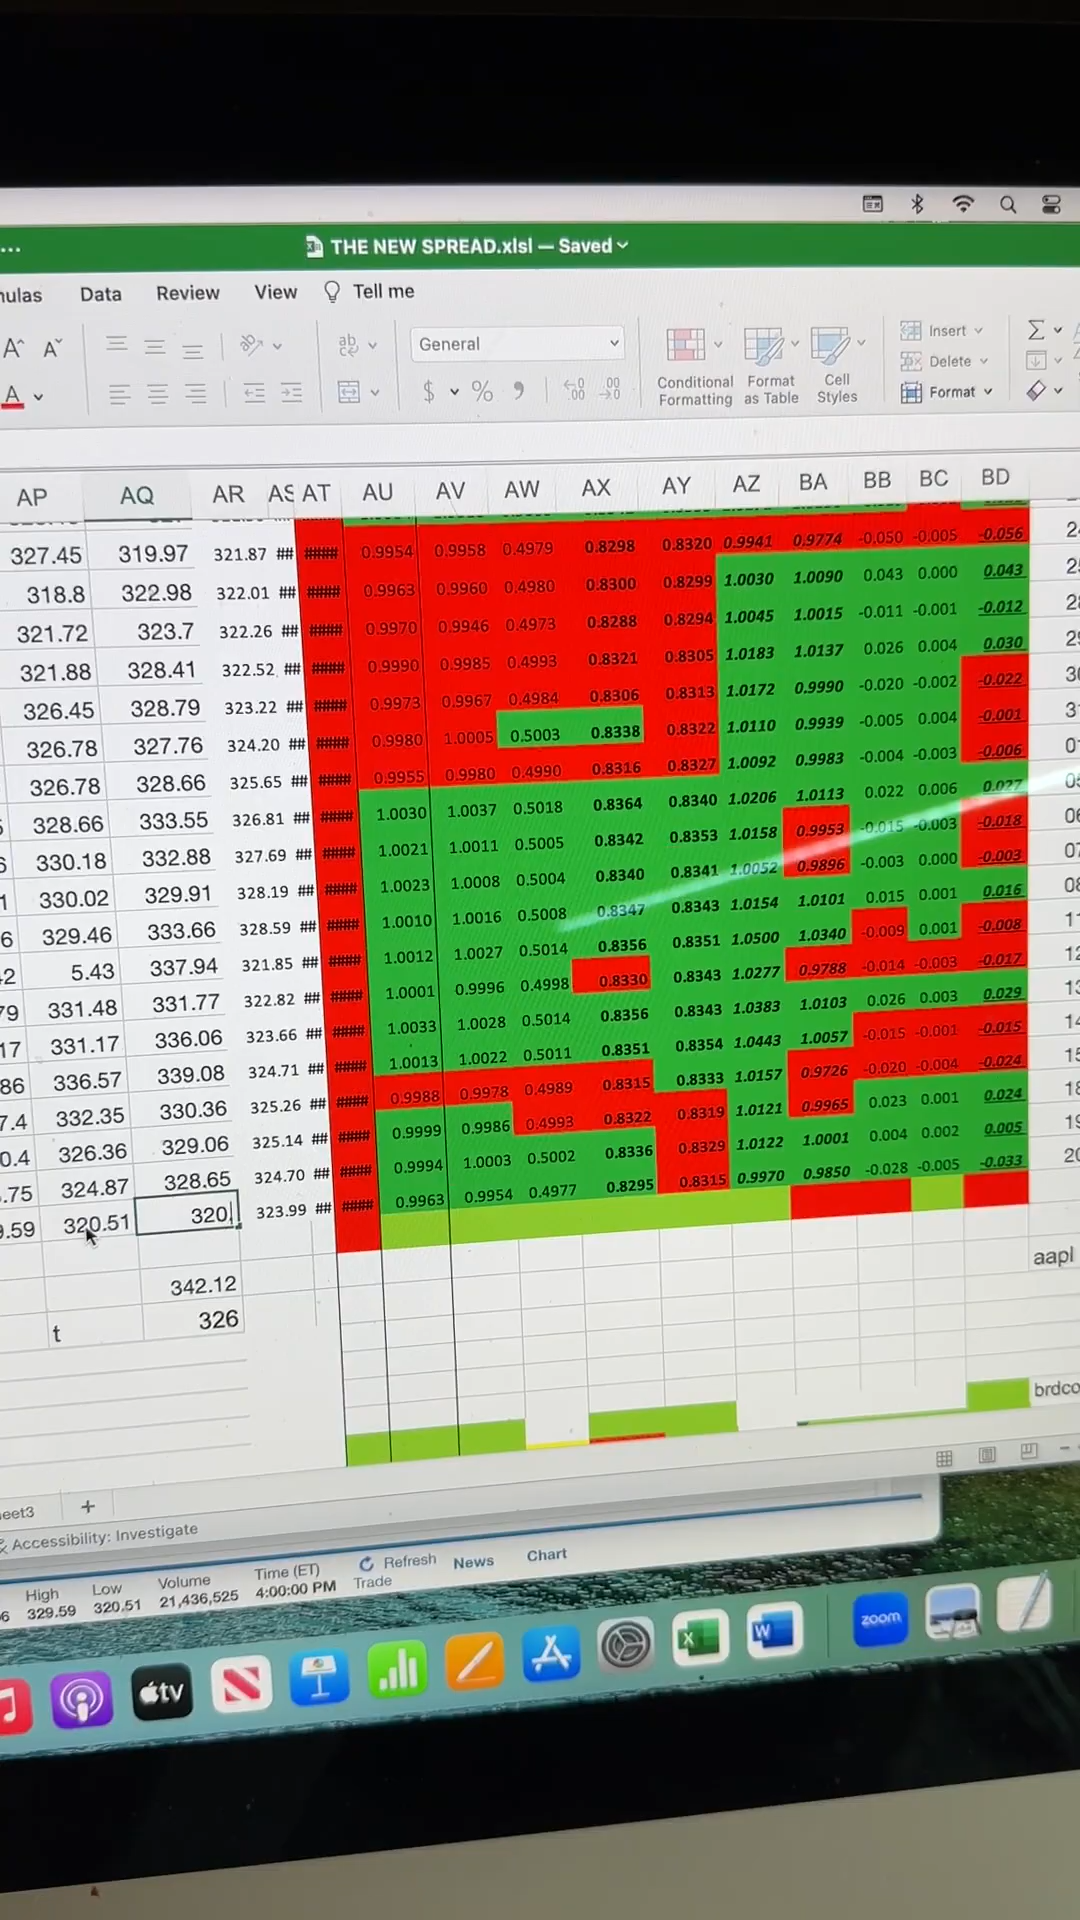 THE NEW SPREAD.xlsl — Saved
mulas Data Review View Tell me
General
Insert
Delete
Format
Conditional Formatting
Format as Table
Cell Styles
AP AQ AR AS AT AU AV AW AX AY AZ BA BB BC BD
327.45 319.97 321.87 ## ##### 0.9954 0.9958 0.4979 0.8298 0.8320 0.9941 0.9774 -0.050 -0.005 -0.056
318.8 322.98 322.01 ## ##### 0.9963 0.9960 0.4980 0.8300 0.8299 1.0030 1.0090 0.043 0.000 0.043
321.72 323.7 322.26 ## ##### 0.9970 0.9946 0.4973 0.8288 0.8294 1.0045 1.0015 -0.011 -0.001 -0.012
321.88 328.41 322.52 ## ##### 0.9990 0.9985 0.4993 0.8321 0.8305 1.0183 1.0137 0.026 0.004 0.030
326.45 328.79 323.22 ## ##### 0.9973 0.9967 0.4984 0.8306 0.8313 1.0172 0.9990 -0.020 -0.002 -0.022
326.78 327.76 324.20 ## ##### 0.9980 1.0005 0.5003 0.8338 0.8322 1.0110 0.9939 -0.005 0.004 -0.001
326.78 328.66 325.65 ## ##### 0.9955 0.9980 0.4990 0.8316 0.8327 1.0092 0.9983 -0.004 -0.003 -0.006
328.66 333.55 326.81 ## ##### 1.0030 1.0037 0.5018 0.8364 0.8340 1.0206 1.0113 0.022 0.006 0.027
330.18 332.88 327.69 ## ##### 1.0021 1.0011 0.5005 0.8342 0.8353 1.0158 0.9953 -0.015 -0.003 -0.018
330.02 329.91 328.19 ## ##### 1.0023 1.0008 0.5004 0.8340 0.8341 1.0052 0.9896 -0.003 0.000 -0.003
329.46 333.66 328.59 ## ##### 1.0010 1.0016 0.5008 0.8347 0.8343 1.0154 1.0101 0.015 0.001 0.016
5.43 337.94 321.85 ## ##### 1.0012 1.0027 0.5014 0.8356 0.8351 1.0500 1.0340 -0.009 0.001 -0.008
331.48 331.77 322.82 ## ##### 1.0001 0.9996 0.4998 0.8330 0.8343 1.0277 0.9788 -0.014 -0.003 -0.017
331.17 336.06 323.66 ## ##### 1.0033 1.0028 0.5014 0.8356 0.8343 1.0383 1.0103 0.026 0.003 0.029
336.57 339.08 324.71 ## ##### 1.0013 1.0022 0.5011 0.8351 0.8354 1.0443 1.0057 -0.015 -0.001 -0.015
332.35 330.36 325.26 ## ##### 0.9988 0.9978 0.4989 0.8315 0.8333 1.0157 0.9726 -0.020 -0.004 -0.024
326.36 329.06 325.14 ## ##### 0.9999 0.9986 0.4993 0.8322 0.8319 1.0121 0.9965 0.023 0.001 0.024
324.87 328.65 324.70 ## ##### 0.9994 1.0003 0.5002 0.8336 0.8329 1.0122 1.0001 0.004 0.002 0.005
320.51 320 323.99 ## ##### 0.9963 0.9954 0.4977 0.8295 0.8315 0.9970 0.9850 -0.028 -0.005 -0.033
342.12
aapl
t 326
brdco
eet3 +
Accessibility: Investigate
High Low Volume Time (ET) Refresh News Chart
329.59 320.51 21,436,525 4:00:00 PM Trade
tv
zoom